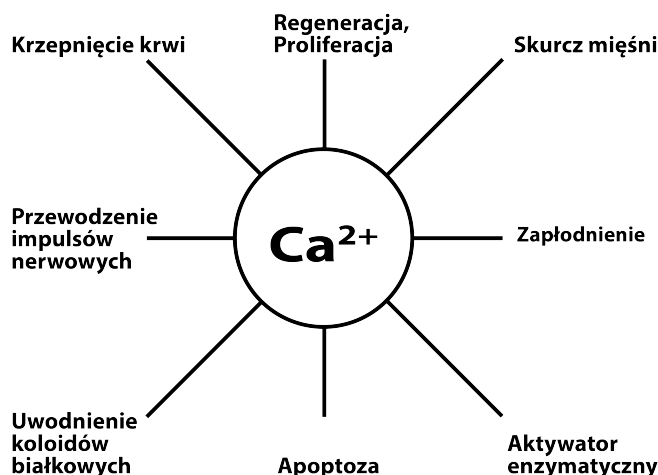 Regeneracja,
Proliferacja
Krzepnięcie krwi
Skurcz mięśni
Przewodzenie
impulsów
nerwowych
Ca²⁺
Zapłodnienie
Uwodnienie
koloidów
białkowych
Apoptoza
Aktywator
enzymatyczny